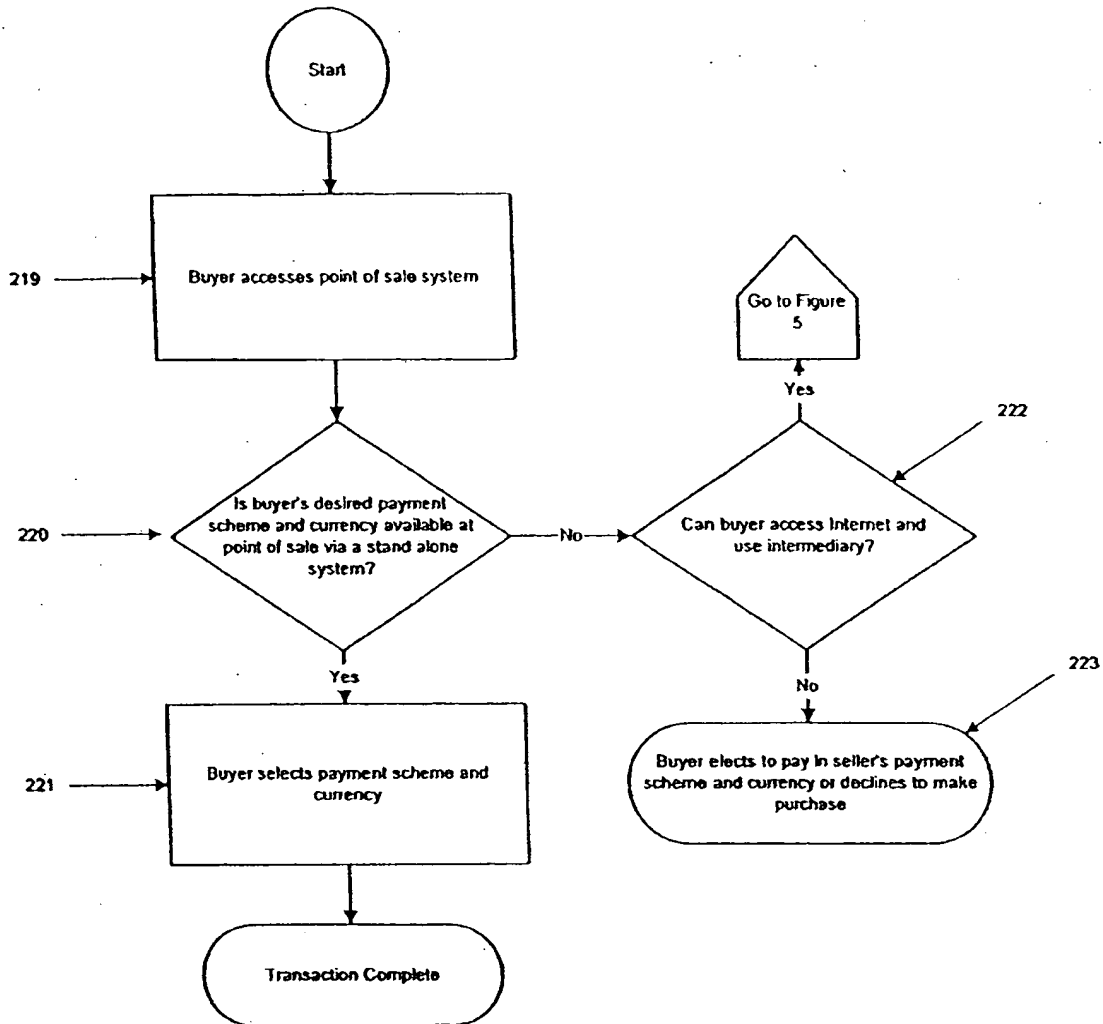 Start
219
Buyer accesses point of sale system
Go to Figure
5
Yes
222
220
Is buyer's desired payment
scheme and currency available at
point of sale via a stand alone
system?
No
Can buyer access Internet and
use intermediary?
Yes
No
223
221
Buyer selects payment scheme and
currency
Buyer elects to pay in seller's payment
scheme and currency or declines to make
purchase
Transaction Complete